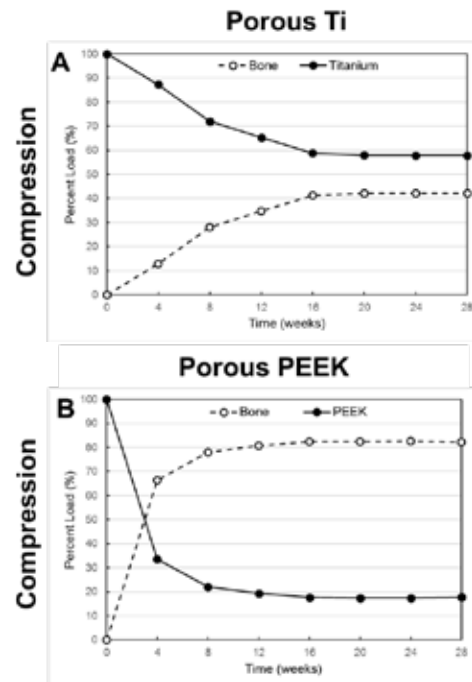 Porous Ti
A
Bone Titanium
Compression
Percent Load (%)
100
90
80
70
60
50
40
30
20
10
0
0 4 8 12 16 20 24 28
Time (weeks)
Porous PEEK
B
Bone PEEK
Compression
Percent Load (%)
100
90
80
70
60
50
40
30
20
10
0
0 4 8 12 16 20 24 28
Time (weeks)